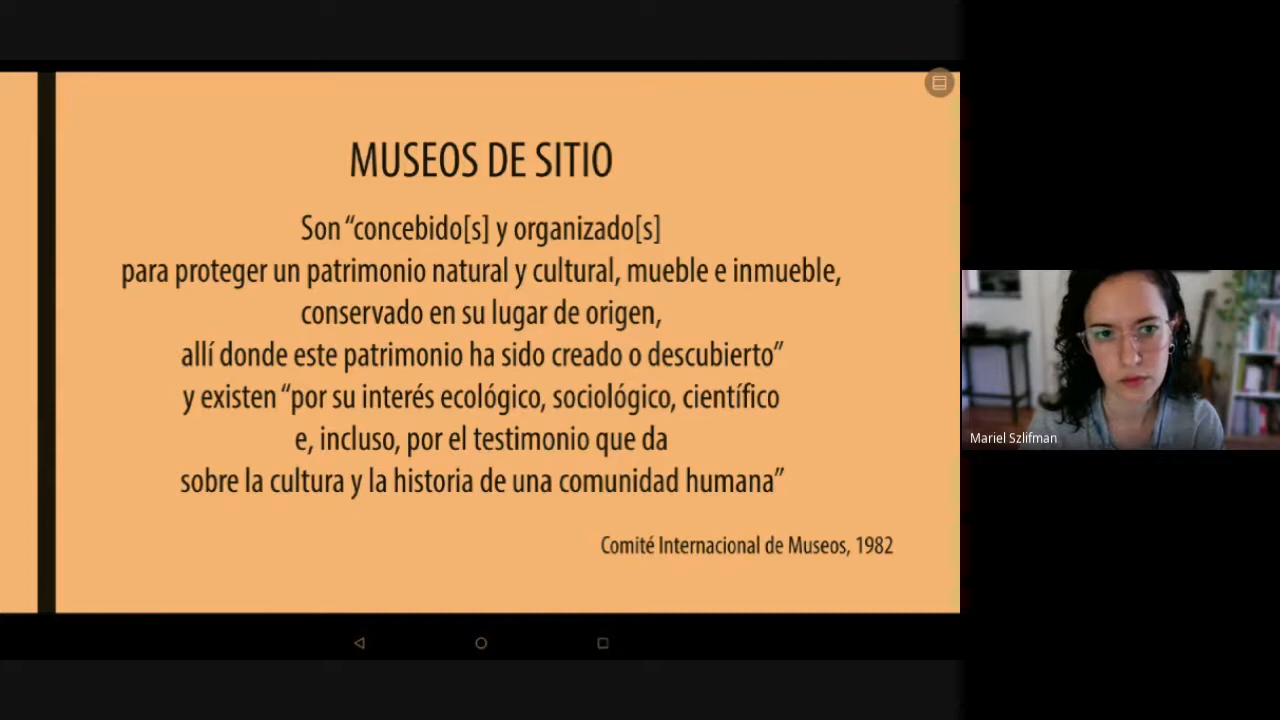 MUSEOS DE SITIO
Son “concebido[s] y organizado[s]
para proteger un patrimonio natural y cultural, mueble e inmueble,
conservado en su lugar de origen,
allí donde este patrimonio ha sido creado o descubierto”
y existen “por su interés ecológico, sociológico, científico
e, incluso, por el testimonio que da
sobre la cultura y la historia de una comunidad humana”
Comité Internacional de Museos, 1982
Mariel Szlifman